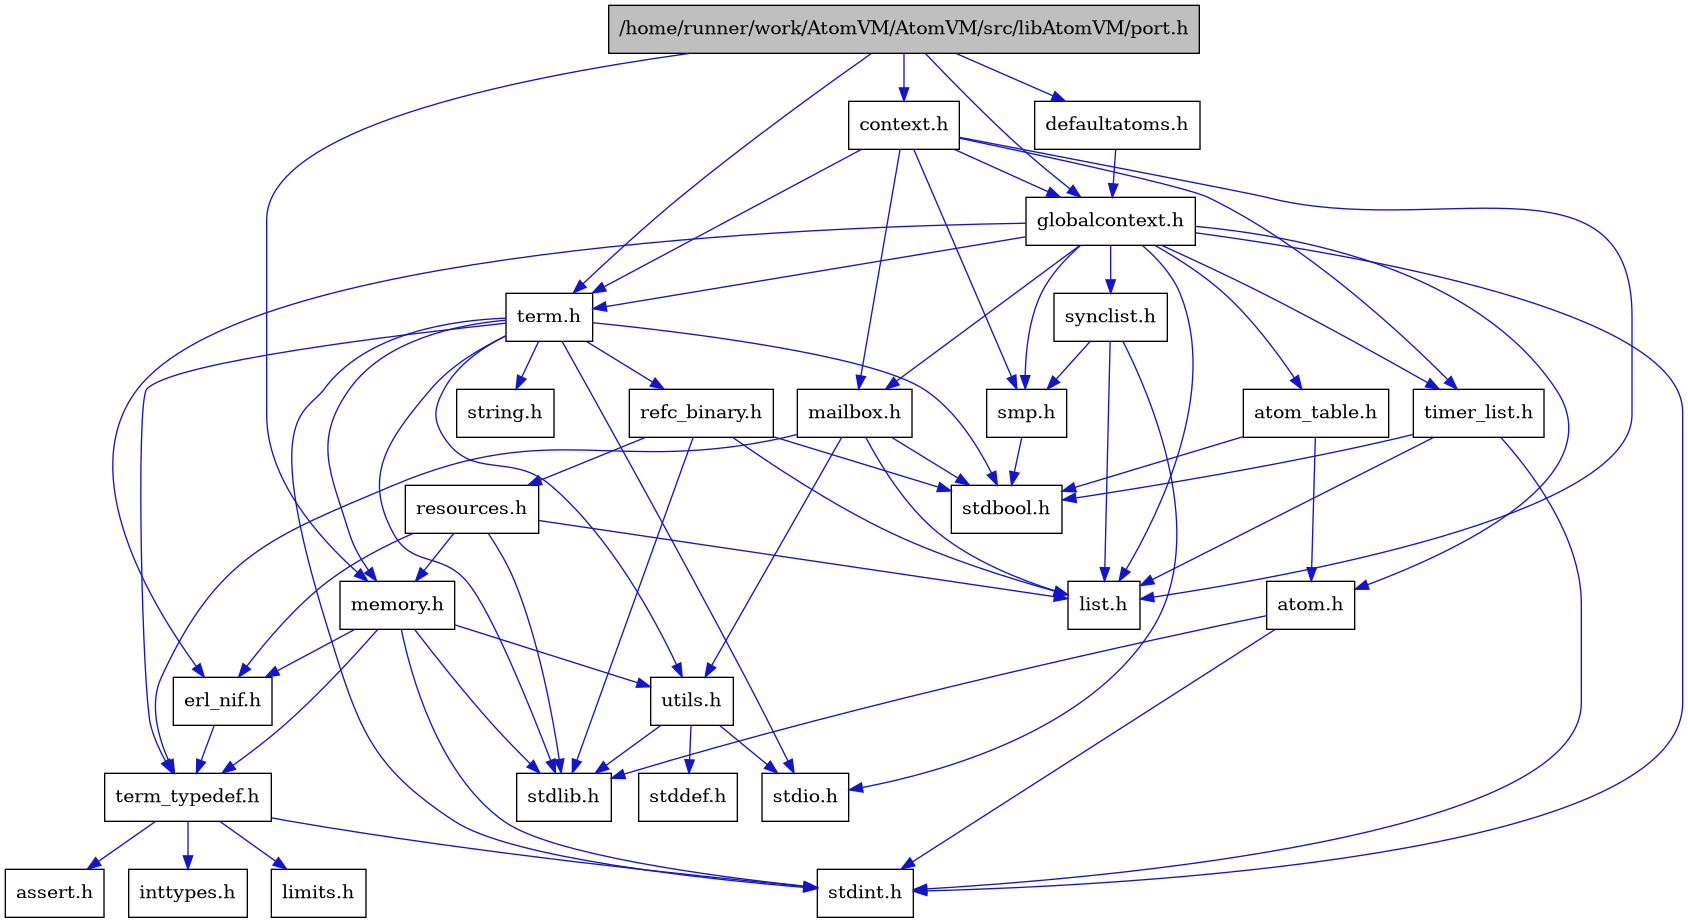 /home/runner/work/AtomVM/AtomVM/src/libAtomVM/port.h
context.h
defaultatoms.h
globalcontext.h
term.h
synclist.h
string.h
refc_binary.h
mailbox.h
smp.h
atom_table.h
timer_list.h
resources.h
stdbool.h
memory.h
list.h
atom.h
erl_nif.h
utils.h
term_typedef.h
stdlib.h
stddef.h
stdio.h
assert.h
inttypes.h
limits.h
stdint.h